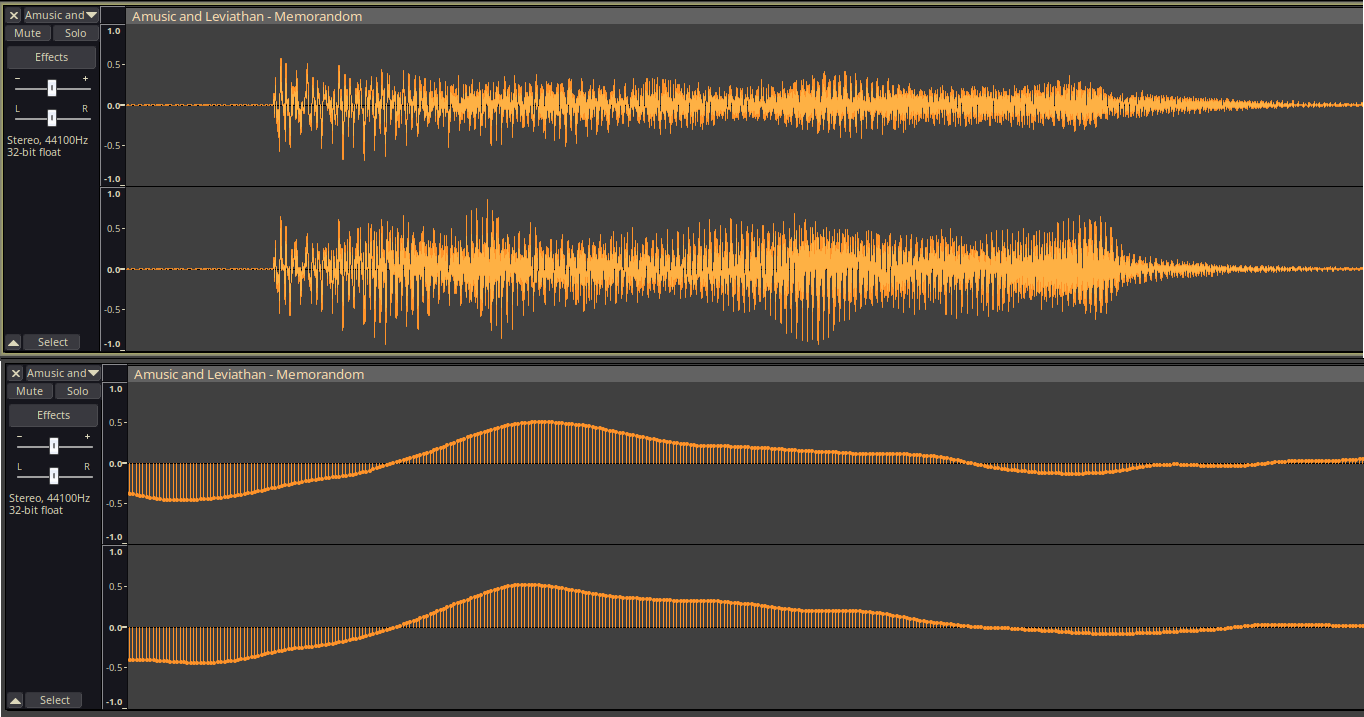 Amusic and
Amusic and Leviathan - Memorandom
Mute
Solo
Effects
-
+
L
R
Stereo, 44100Hz
32-bit float
Select
1.0
0.5-
0.0-
-0.5-
-1.0
1.0
0.5-
0.0-
-0.5-
-1.0
Amusic and
Amusic and Leviathan - Memorandom
Mute
Solo
Effects
-
+
L
R
Stereo, 44100Hz
32-bit float
Select
1.0
0.5-
0.0-
-0.5-
-1.0
1.0
0.5-
0.0-
-0.5-
-1.0